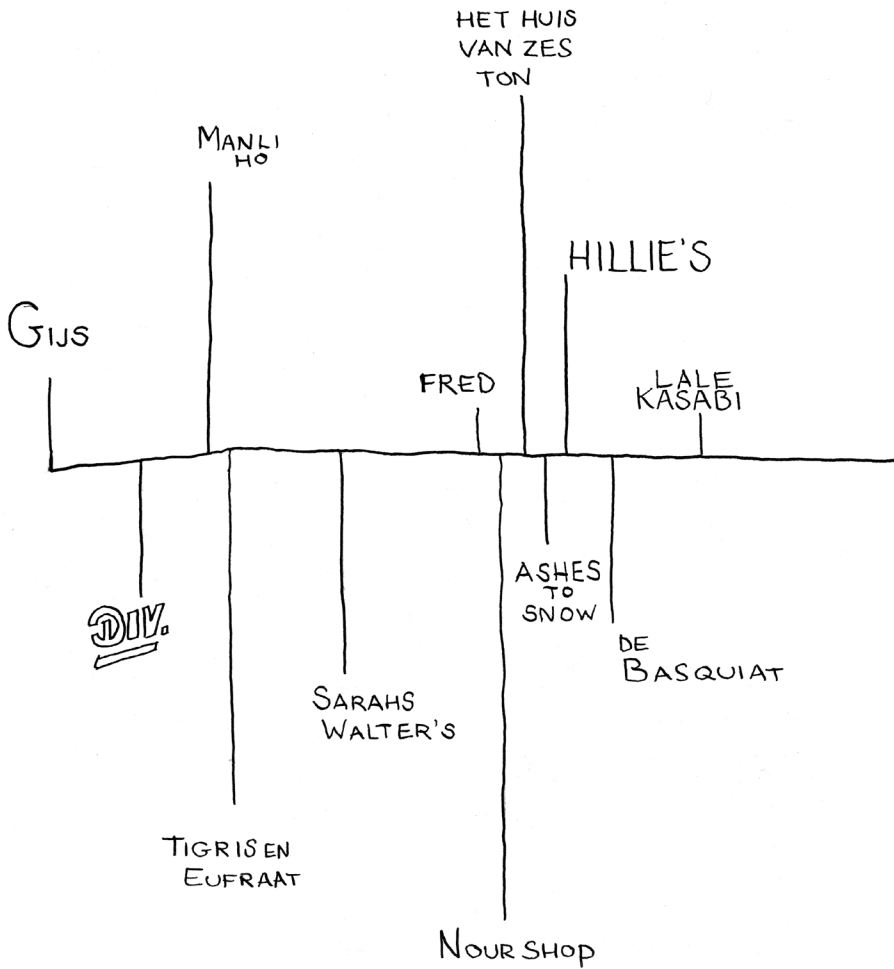 HET HUIS
VAN ZES
TON
MANLI
HO
HILLIE'S
GIJS
FRED
LALE
KASABI
ASHES
TO
SNOW
DIV.
DE
BASQUIAT
SARAHS
WALTER'S
TIGRIS EN
EUFRAAT
NOUR SHOP